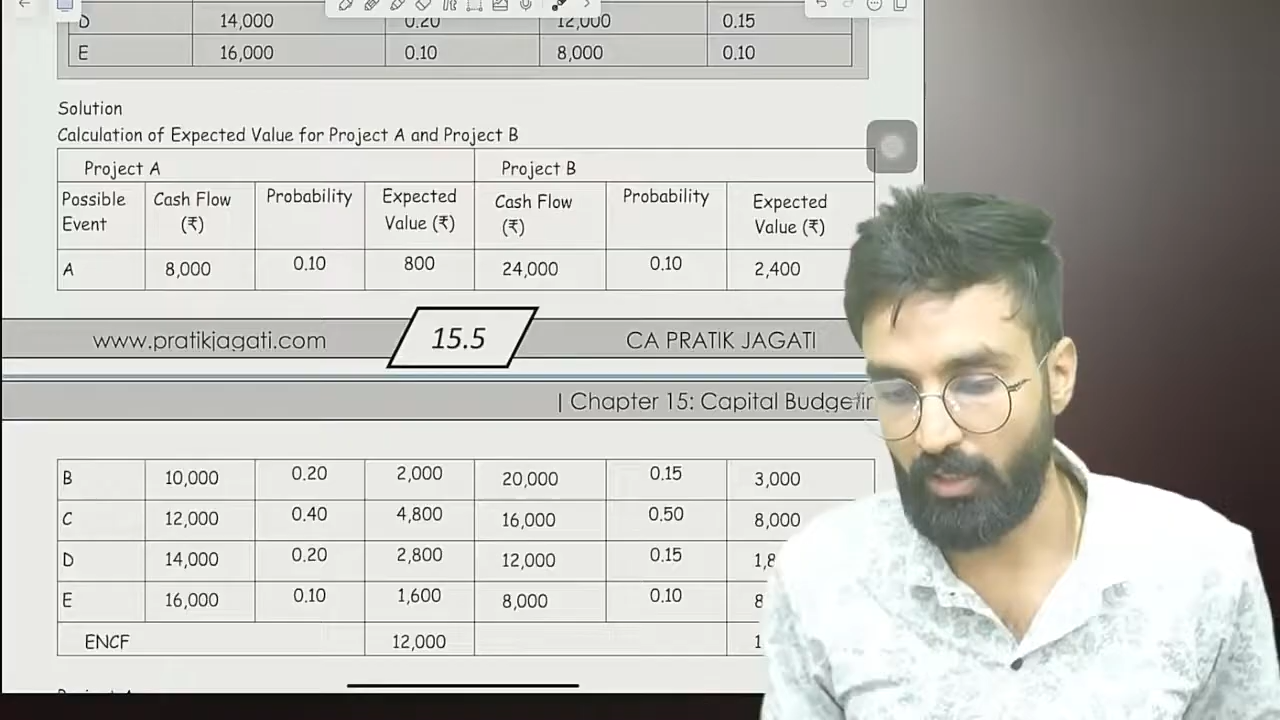 D 14,000 0.20 12,000 0.15
E 16,000 0.10 8,000 0.10
Solution
Calculation of Expected Value for Project A and Project B
Project A Project B
Possible Event Cash Flow (₹) Probability Expected Value (₹) Cash Flow (₹) Probability Expected Value (₹)
A 8,000 0.10 800 24,000 0.10 2,400
www.pratikjagati.com 15.5 CA PRATIK JAGATI
| Chapter 15: Capital
B 10,000 0.20 2,000 20,000 0.15 3,000
C 12,000 0.40 4,800 16,000 0.50 8,000
D 14,000 0.20 2,800 12,000 0.15
E 16,000 0.10 1,600 8,000 0.10
ENCF 12,000